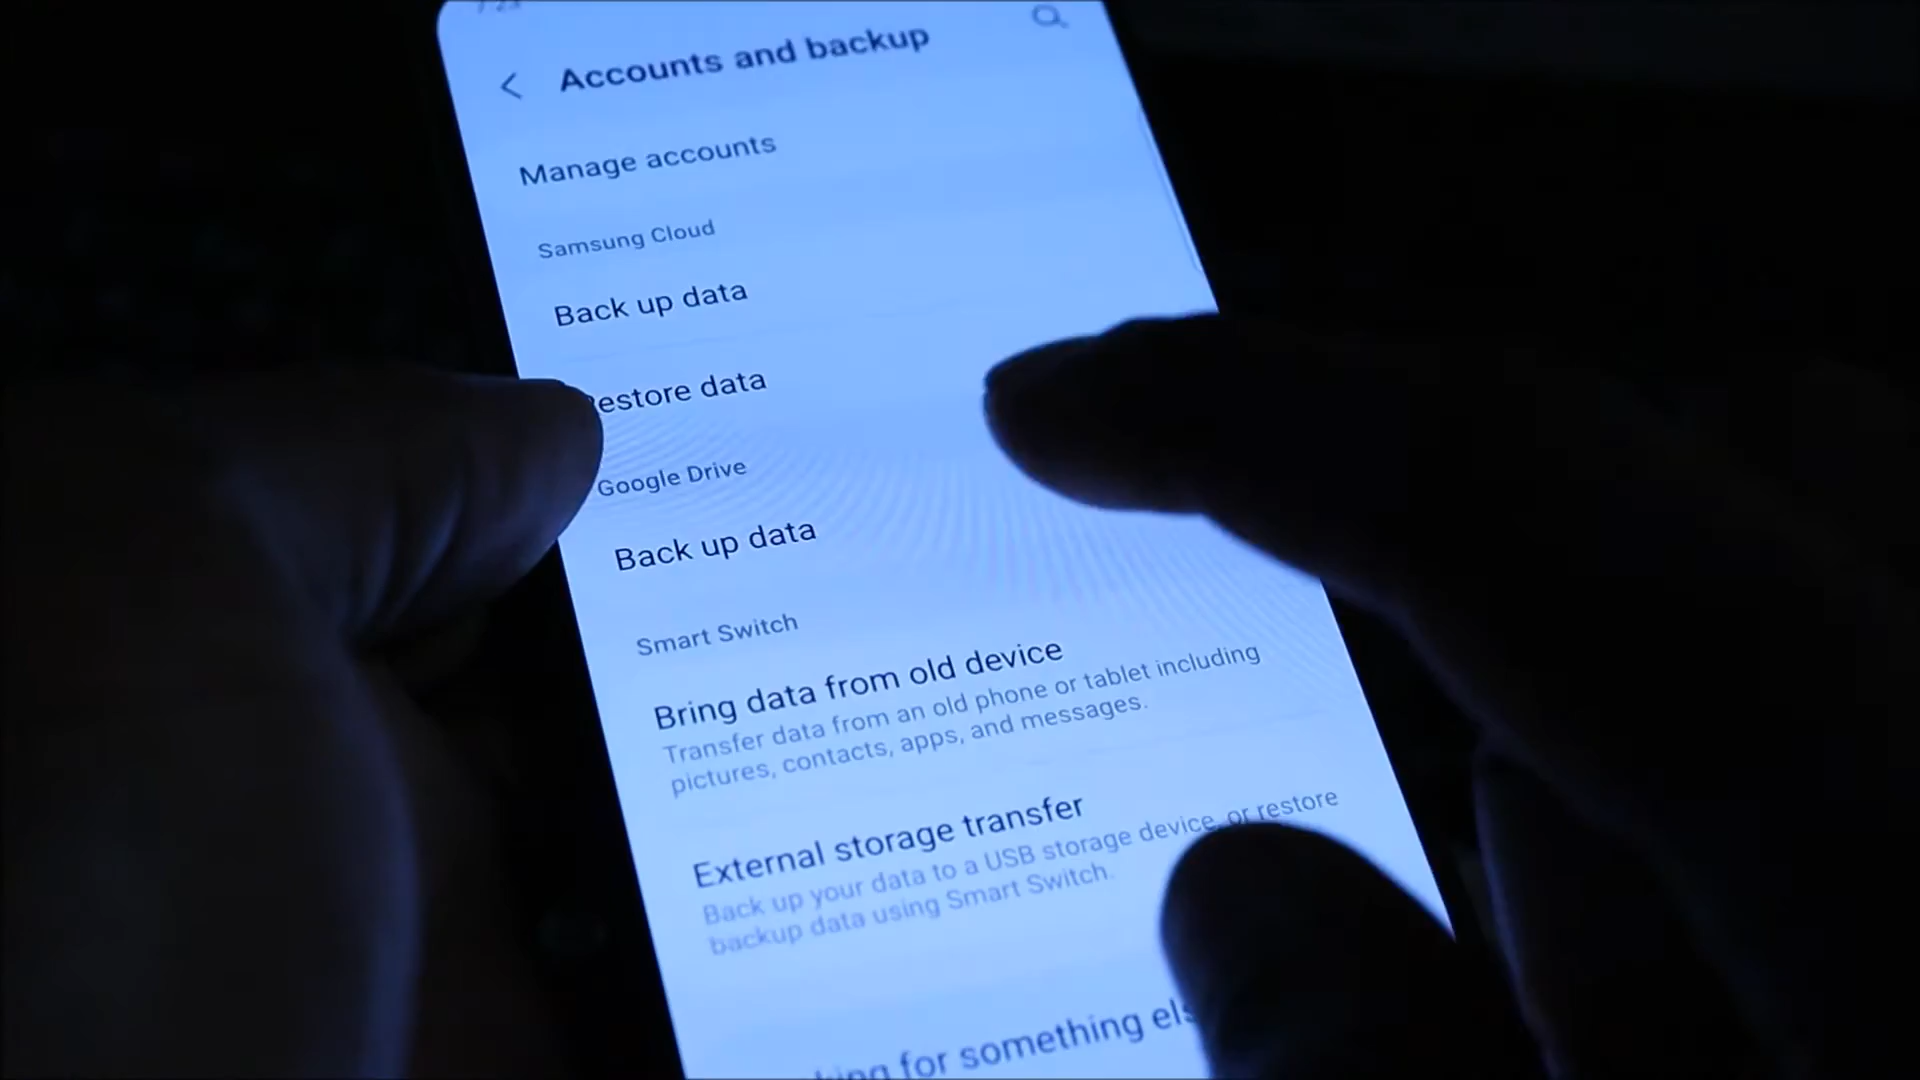 Accounts and backup
Manage accounts
Samsung Cloud
Back up data
estore data
Google Drive
Back up data
Smart Switch
Bring data from old device
Transfer data from an old phone or tablet including
pictures, contacts, apps, and messages.
External storage transfer
Back up your data to a USB storage device, or restore
backup data using Smart Switch.
for something els